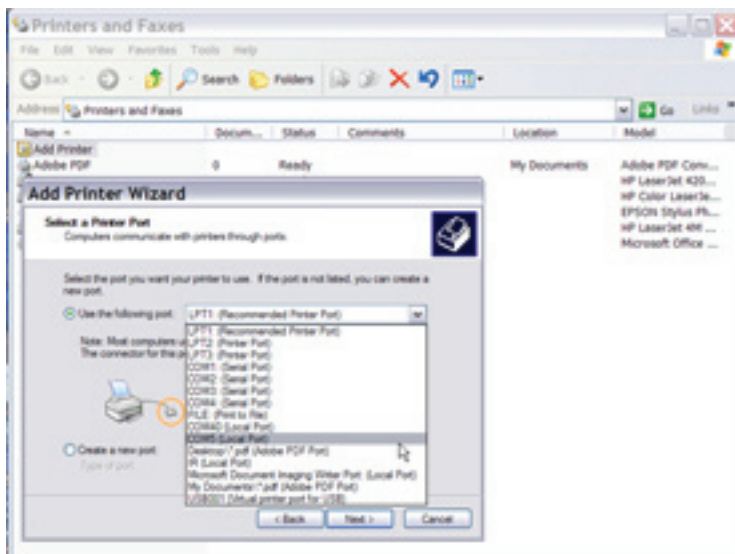 Printers and Faxes
File Edit View Favorites Tools Help
Back Search Folders
Address Printers and Faxes Go Links
Name Docum... Status Comments Location Model
Add Printer
Adobe PDF 0 Ready My Documents Adobe PDF Conv...
HP LaserJet 420...
HP Color LaserJe...
EPSON Stylus Ph...
HP LaserJet 4M ...
Microsoft Office ...
Add Printer Wizard
Select a Printer Port
Computers communicate with printers through ports.
Select the port you want your printer to use. If the port is not listed, you can create a
new port.
Use the following port: LPT1: (Recommended Printer Port)
LPT1: (Recommended Printer Port)
Note: Most computers u
LPT2: (Printer Port)
The connector for this
LPT3: (Printer Port)
COM1: (Serial Port)
COM2: (Serial Port)
COM3: (Serial Port)
COM4: (Serial Port)
FILE: (Print to File)
COM40 (Local Port)
COM5 (Local Port)
Create a new port:
Desktop\*.pdf (Adobe PDF Port)
Type of port:
IR (Local Port)
Microsoft Document Imaging Writer Port: (Local Port)
My Documents\*.pdf (Adobe PDF Port)
USB001 (Virtual printer port for USB)
< Back Next > Cancel